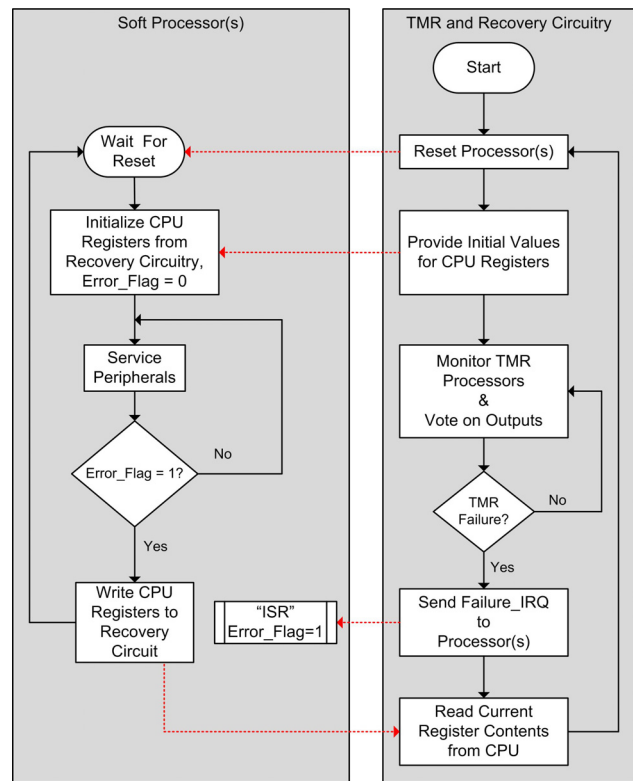 Soft Processor(s)
Wait For
Reset
Initialize CPU
Registers from
Recovery Circuitry,
Error_Flag = 0
Service
Peripherals
Error_Flag = 1?
No
Yes
Write CPU
Registers to
Recovery
Circuit
"ISR"
Error_Flag=1
TMR and Recovery Circuitry
Start
Reset Processor(s)
Provide Initial Values
for CPU Registers
Monitor TMR
Processors
&
Vote on Outputs
TMR
Failure?
No
Yes
Send Failure_IRQ
to
Processor(s)
Read Current
Register Contents
from CPU